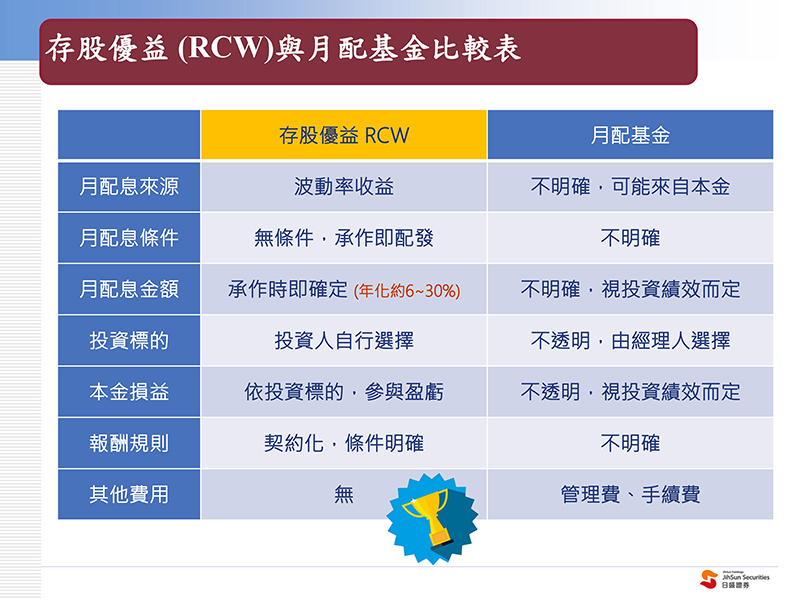 存股優益 (RCW)與月配基金比較表
存股優益 RCW 月配基金
月配息來源 波動率收益 不明確，可能來自本金
月配息條件 無條件，承作即配發 不明確
月配息金額 承作時即確定 (年化約6~30%) 不明確，視投資績效而定
投資標的 投資人自行選擇 不透明，由經理人選擇
本金損益 依投資標的，參與盈虧 不透明，視投資績效而定
報酬規則 契約化，條件明確 不明確
其他費用 無 管理費、手續費
JihSun Holdings
JihSun Securities
日盛證券